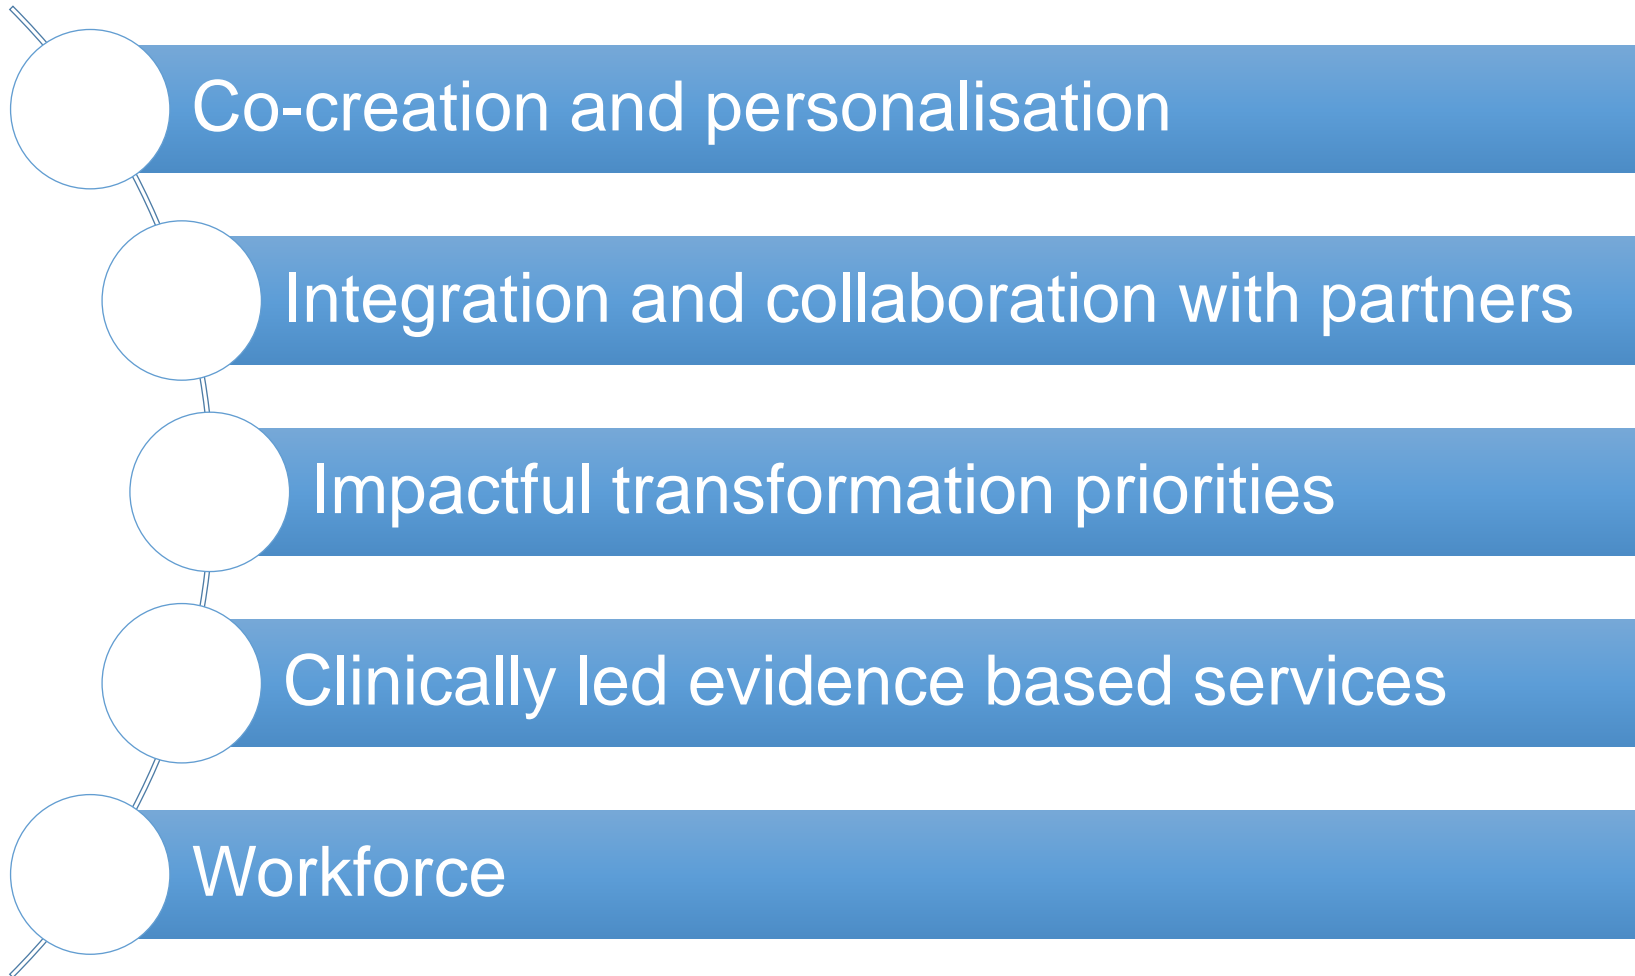 Co-creation and personalisation
Integration and collaboration with partners
Impactful transformation priorities
Clinically led evidence based services
Workforce